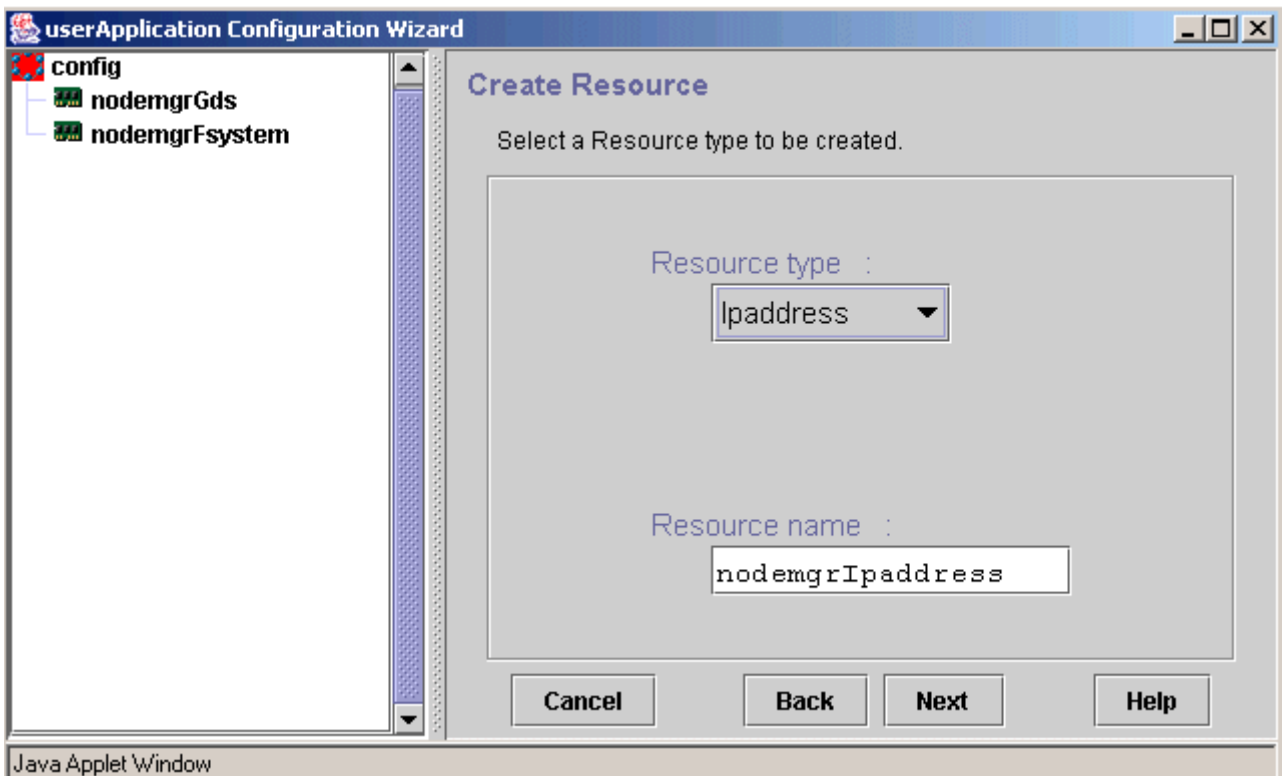 userApplication Configuration Wizard
config
nodemgrGds
nodemgrFsystem
Create Resource
Select a Resource type to be created.
Resource type :
Ipaddress
Resource name :
nodemgrIpaddress
Cancel
Back
Next
Help
Java Applet Window